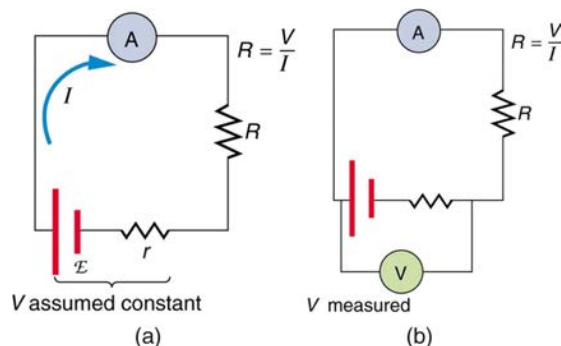 A
R = V/I
I
R
ℰ
r
V assumed constant
(a)
A
R = V/I
R
V
V measured
(b)